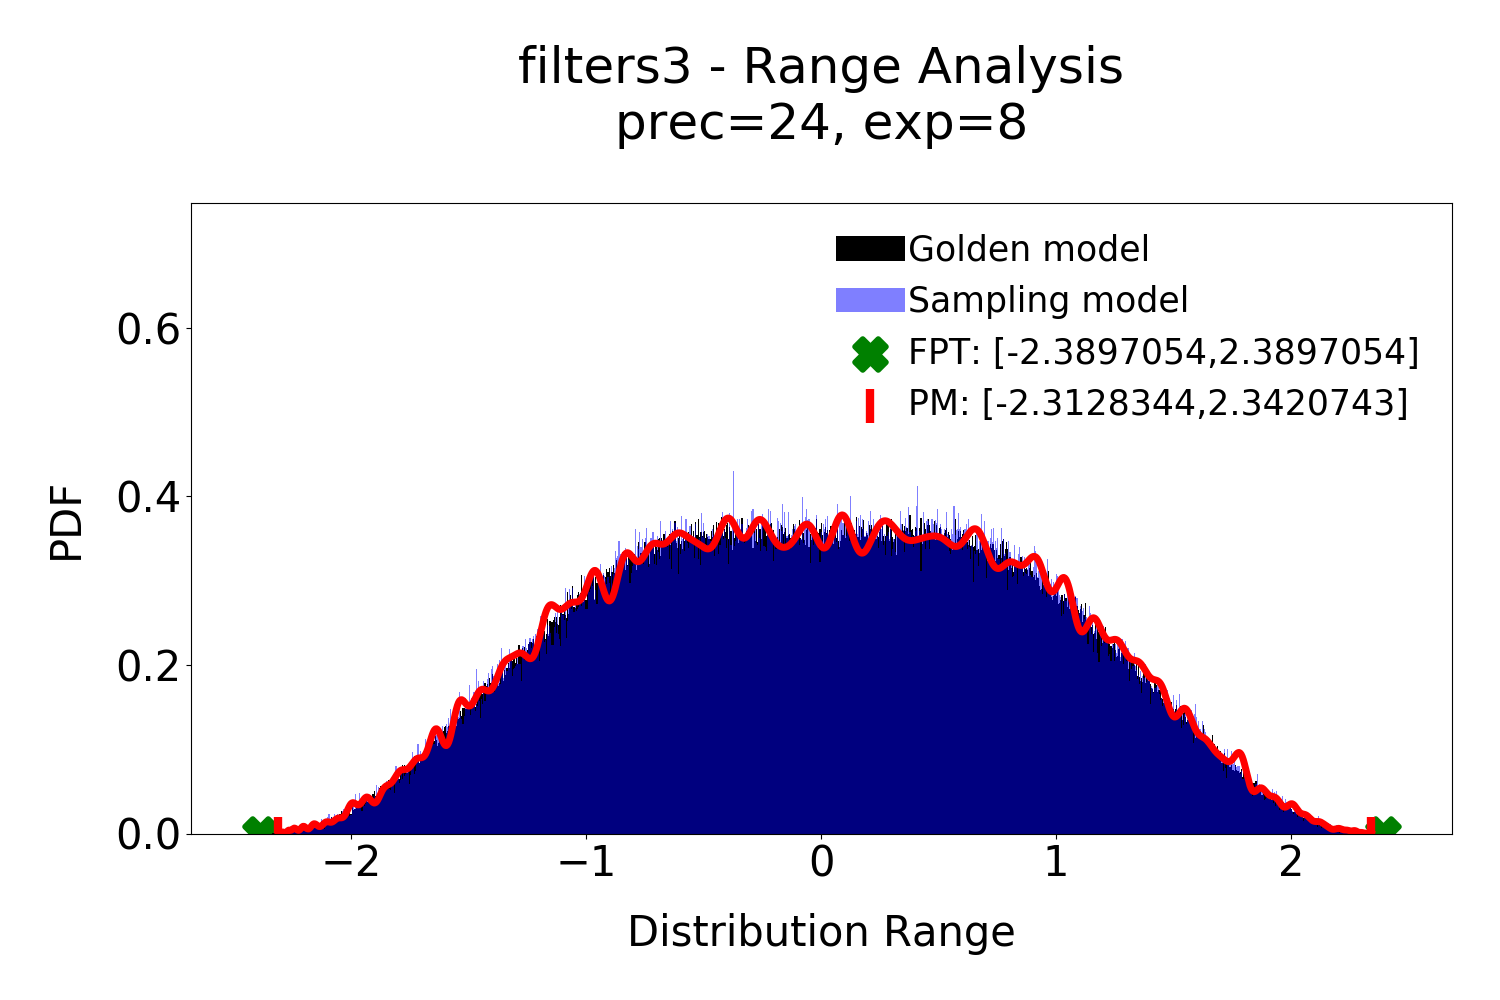 filters3 - Range Analysis
prec=24, exp=8
Golden model
Sampling model
FPT: [-2.3897054,2.3897054]
PM: [-2.3128344,2.3420743]
PDF
0.6
0.4
0.2
0.0
−2
−1
0
1
2
Distribution Range